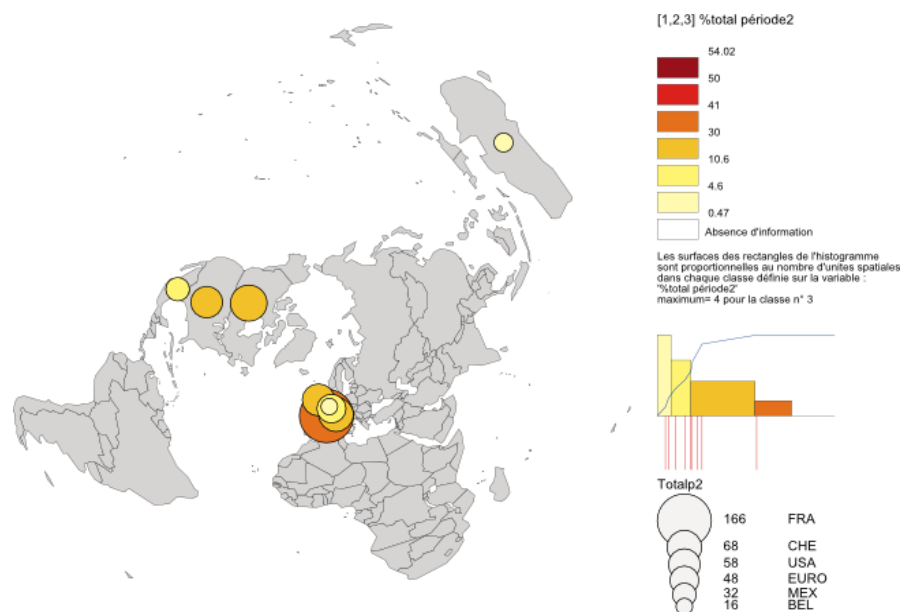 [1,2,3] %total période2
54.02
50
41
30
10.6
4.6
0.47
Absence d'information
Les surfaces des rectangles de l'histogramme
sont proportionnelles au nombre d'unites spatiales
dans chaque classe définie sur la variable :
'%total période2'
maximum= 4 pour la classe n° 3
Totalp2
166 FRA
68 CHE
58 USA
48 EURO
32 MEX
16 BEL